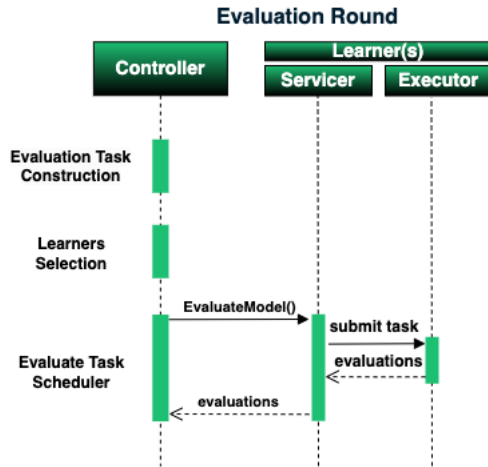 Evaluation Round
Learner(s)
Controller
Servicer
Executor
Evaluation Task
Construction
Learners
Selection
EvaluateModel()
submit task
evaluations
Evaluate Task
Scheduler
evaluations